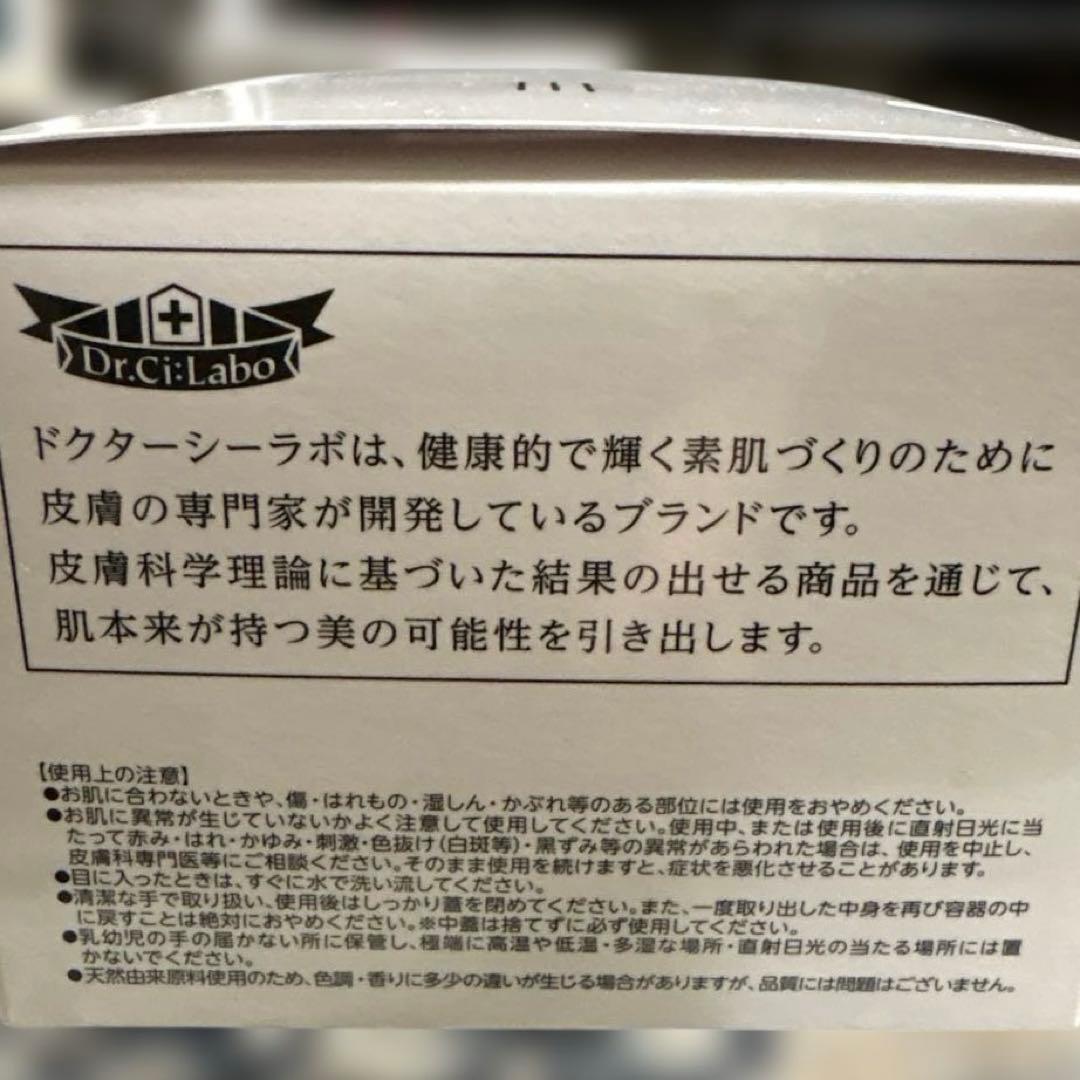 Dr.Ci:Labo
ドクターシーラボは、健康的で輝く素肌づくりのために
皮膚の専門家が開発しているブランドです。
皮膚科学理論に基づいた結果の出せる商品を通じて、
肌本来が持つ美の可能性を引き出します。
【使用上の注意】
●お肌に合わないときや、傷・はれもの・湿しん・かぶれ等のある部位には使用をおやめください。
●お肌に異常が生じていないかよく注意して使用してください。使用中、または使用後に直射日光に当
たって赤み・はれ・かゆみ・刺激・色抜け(白斑等)・黒ずみ等の異常があらわれた場合は、使用を中止し、
皮膚科専門医等にご相談ください。そのまま使用を続けますと、症状を悪化させることがあります。
●目に入ったときは、すぐに水で洗い流してください。
●清潔な手で取り扱い、使用後はしっかり蓋を閉めてください。また、一度取り出した中身を再び容器の中
に戻すことは絶対におやめください。※中蓋は捨てずに必ず使用してください。
●乳幼児の手の届かない所に保管し、極端に高温や低温・多湿な場所・直射日光の当たる場所には置
かないでください。
●天然由来原料使用のため、色調・香りに多少の違いが生じる場合がありますが、品質には問題はございません。